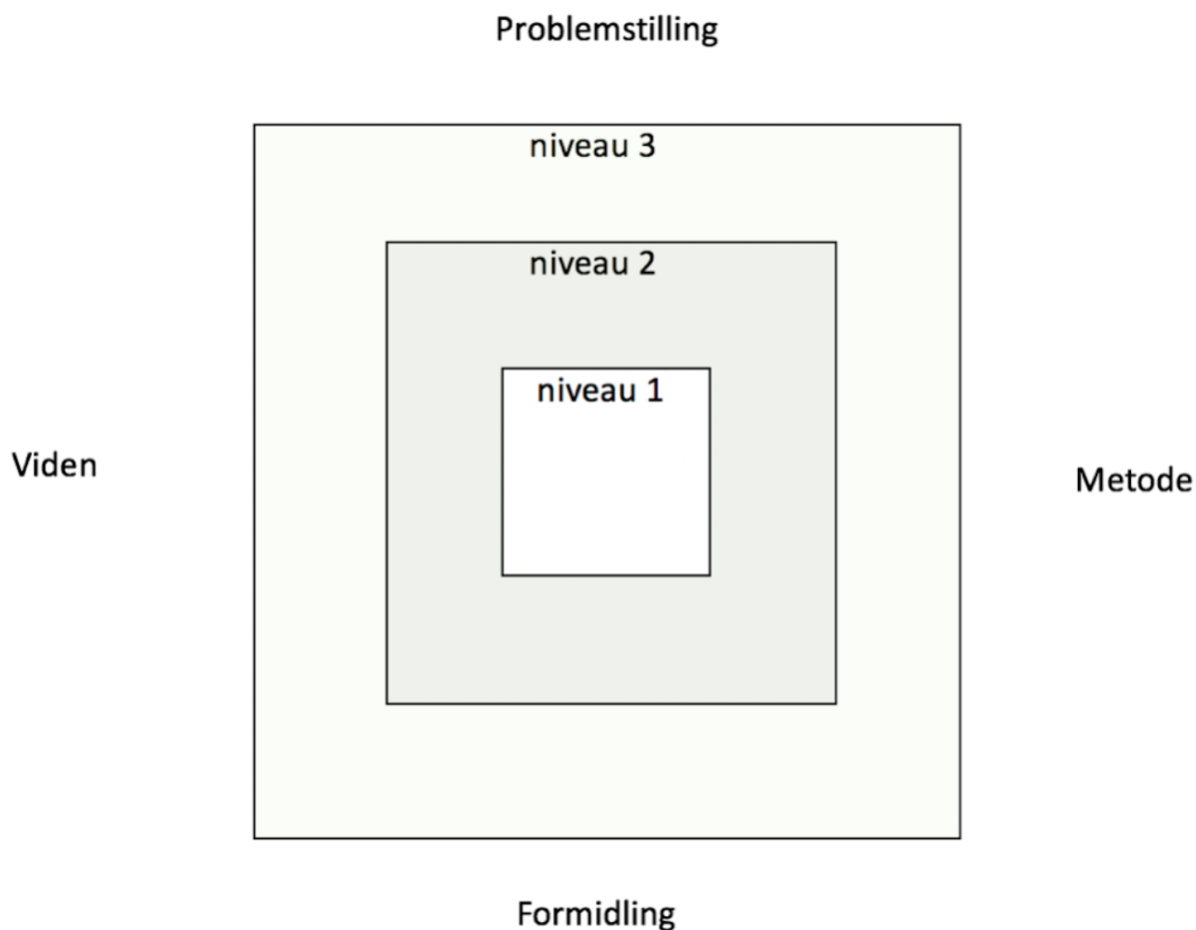 Problemstilling
niveau 3
niveau 2
niveau 1
Viden
Metode
Formidling